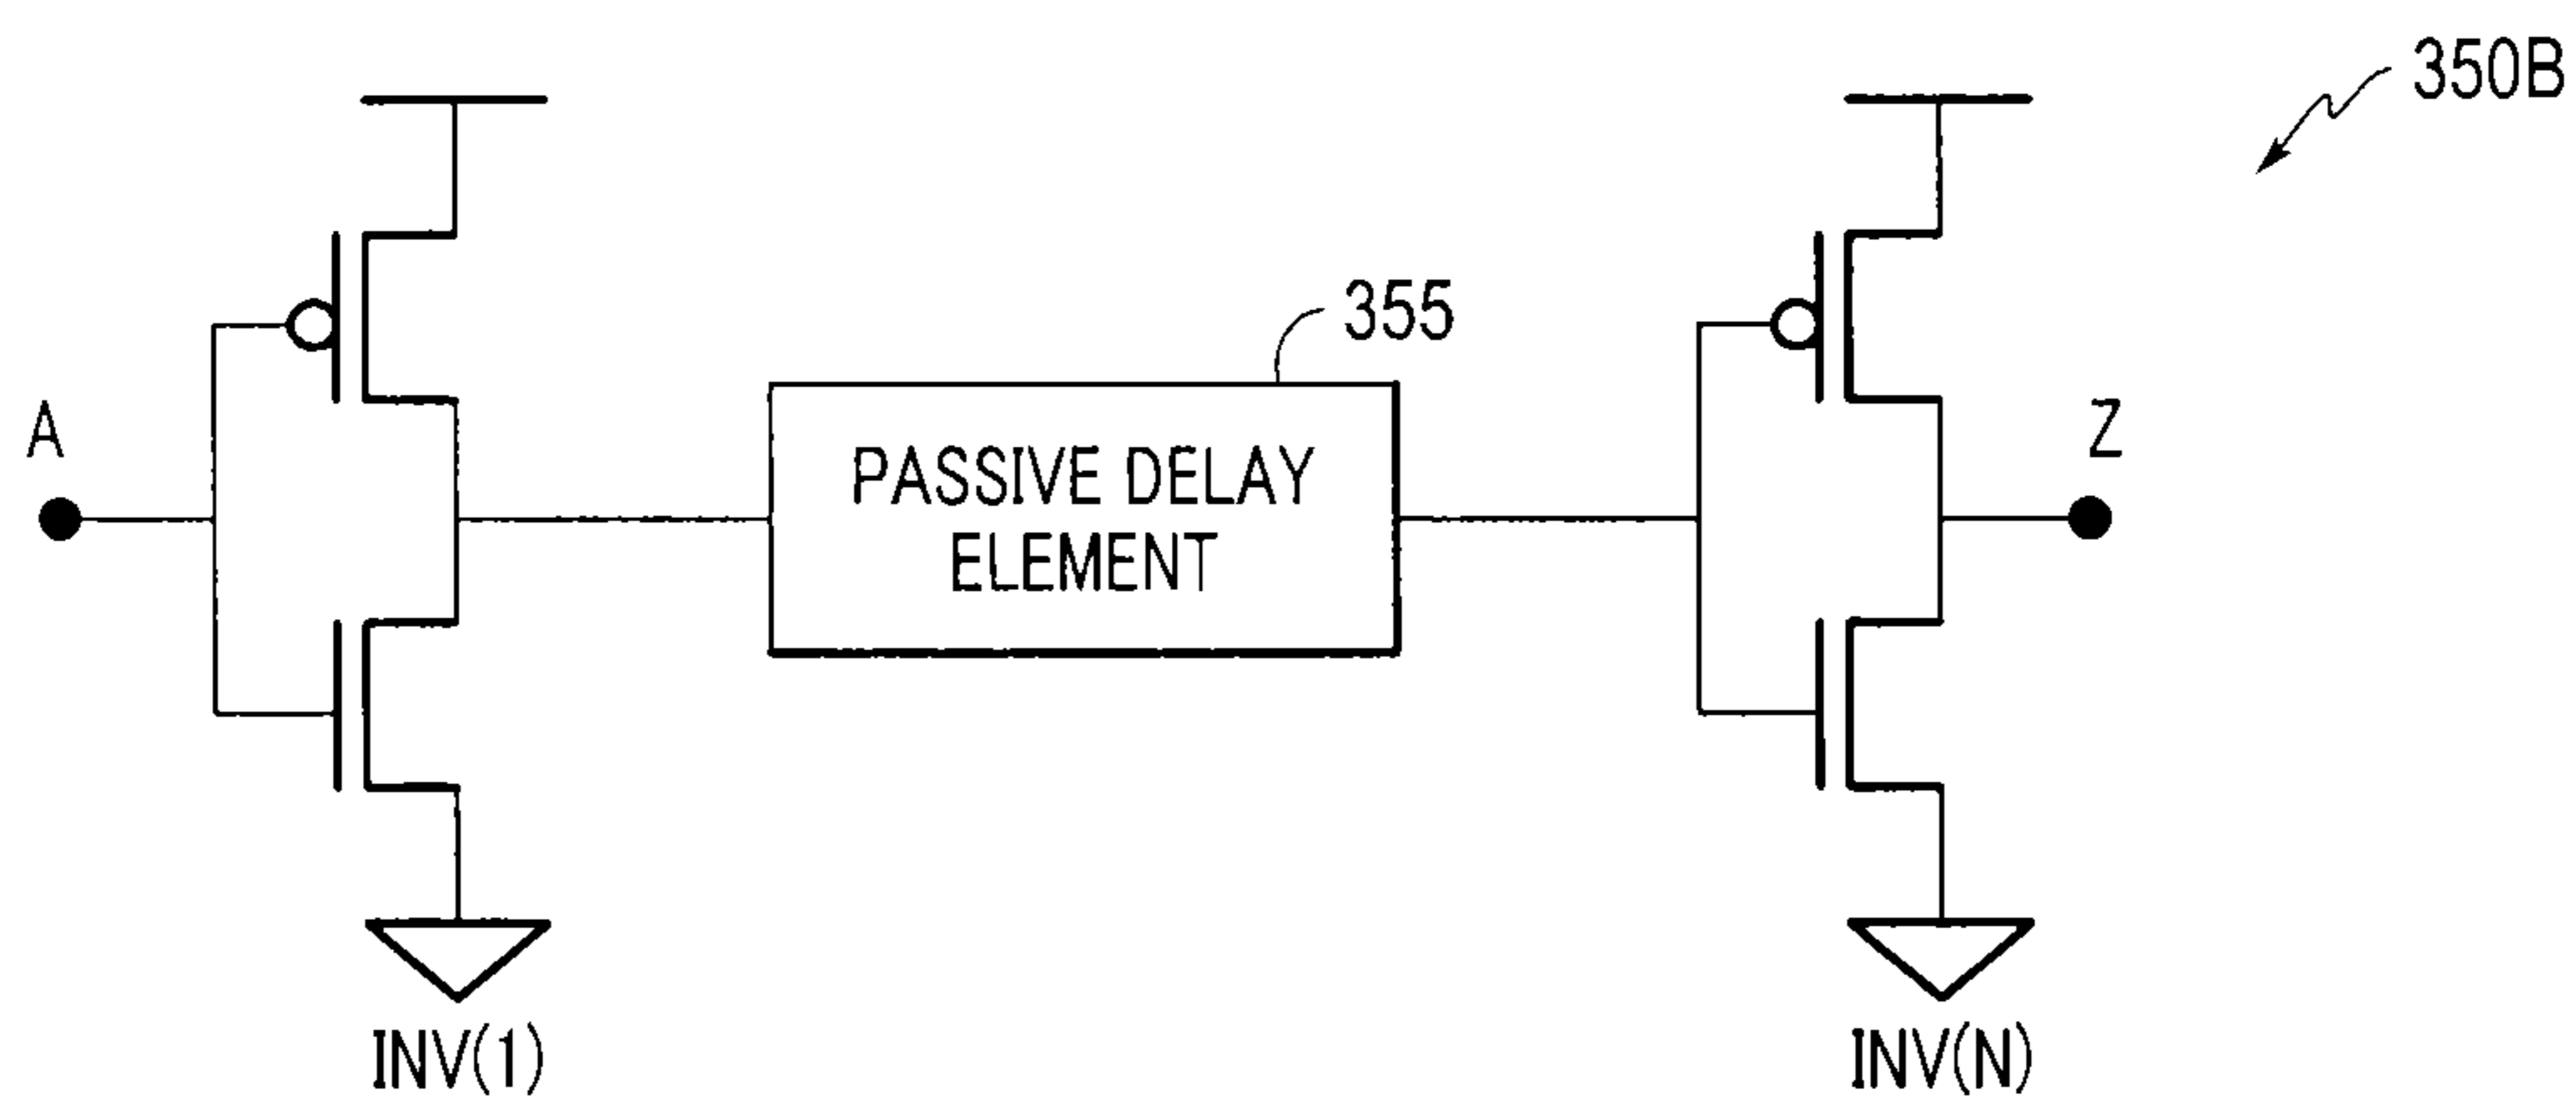 350B
355
A
PASSIVE DELAY
ELEMENT
Z
INV(1)
INV(N)